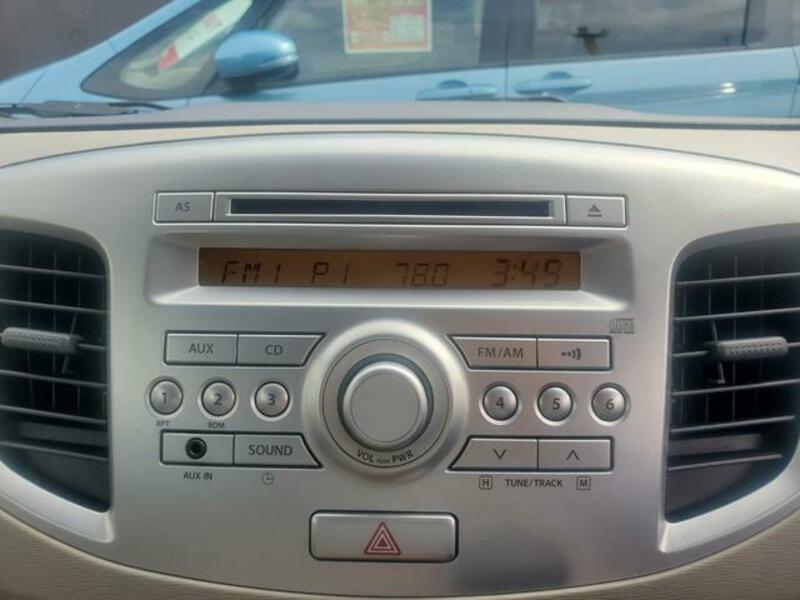 AS
FM1 P1 78.0 3:49
AUX CD FM/AM
1 2 3 4 5 6
RPT RDM
SOUND
VOL PUSH PWR
AUX IN H TUNE/TRACK M